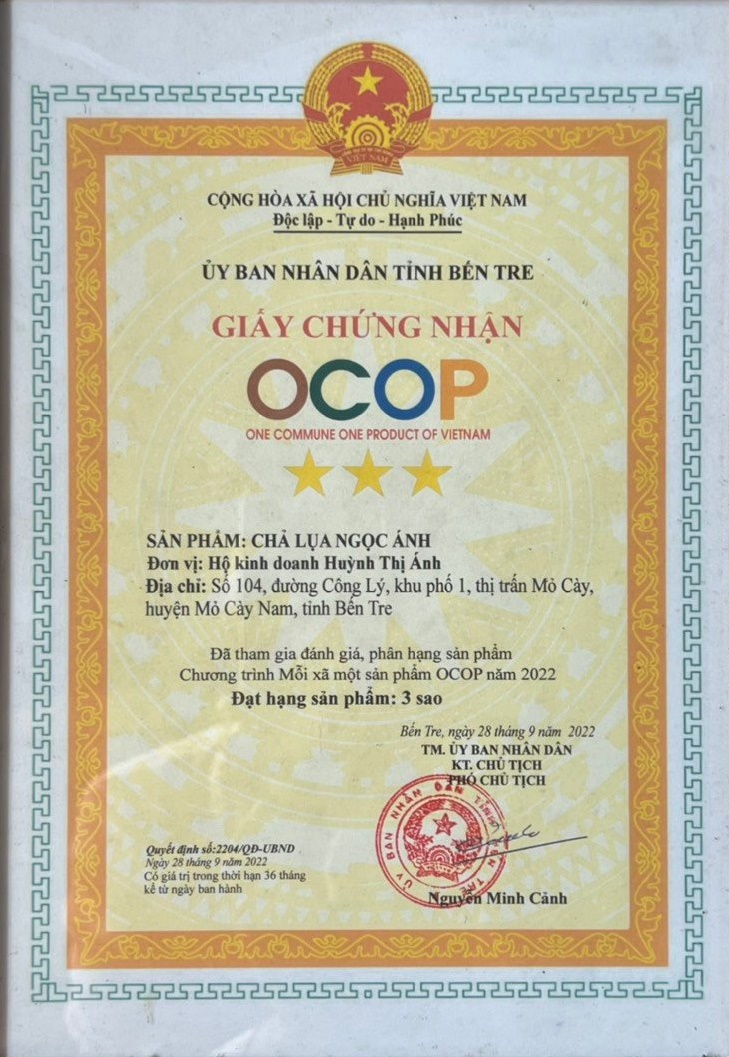 VIỆT NAM
CỘNG HÒA XÃ HỘI CHỦ NGHĨA VIỆT NAM
Độc lập - Tự do - Hạnh Phúc
ỦY BAN NHÂN DÂN TỈNH BẾN TRE
GIẤY CHỨNG NHẬN
OCOP
ONE COMMUNE ONE PRODUCT OF VIETNAM
SẢN PHẨM: CHẢ LỤA NGỌC ÁNH
Đơn vị: Hộ kinh doanh Huỳnh Thị Ánh
Địa chỉ: Số 104, đường Công Lý, khu phố 1, thị trấn Mỏ Cày,
huyện Mỏ Cày Nam, tỉnh Bến Tre
Đã tham gia đánh giá, phân hạng sản phẩm
Chương trình Mỗi xã một sản phẩm OCOP năm 2022
Đạt hạng sản phẩm: 3 sao
Bến Tre, ngày 28 tháng 9 năm 2022
TM. ỦY BAN NHÂN DÂN
KT. CHỦ TỊCH
PHÓ CHỦ TỊCH
ỦY BAN NHÂN DÂN TỈNH BẾN TRE
Quyết định số:2204/QĐ-UBND
Ngày 28 tháng 9 năm 2022
Có giá trị trong thời hạn 36 tháng
kể từ ngày ban hành
Nguyễn Minh Cảnh